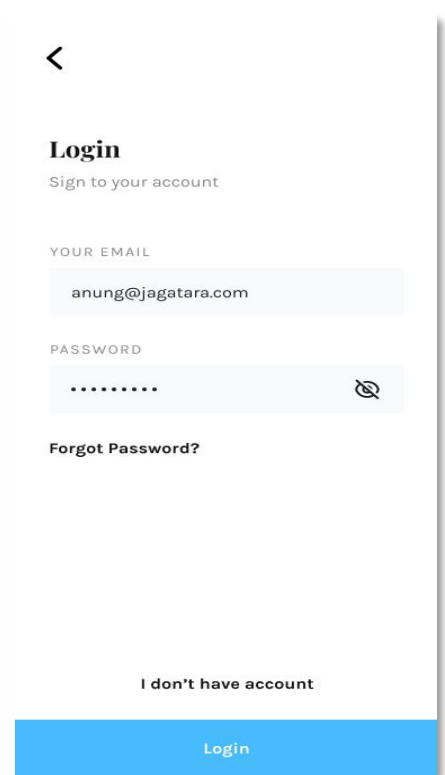 Login
Sign to your account
YOUR EMAIL
anung@jagatara.com
PASSWORD
•••••••••
Forgot Password?
I don’t have account
Login